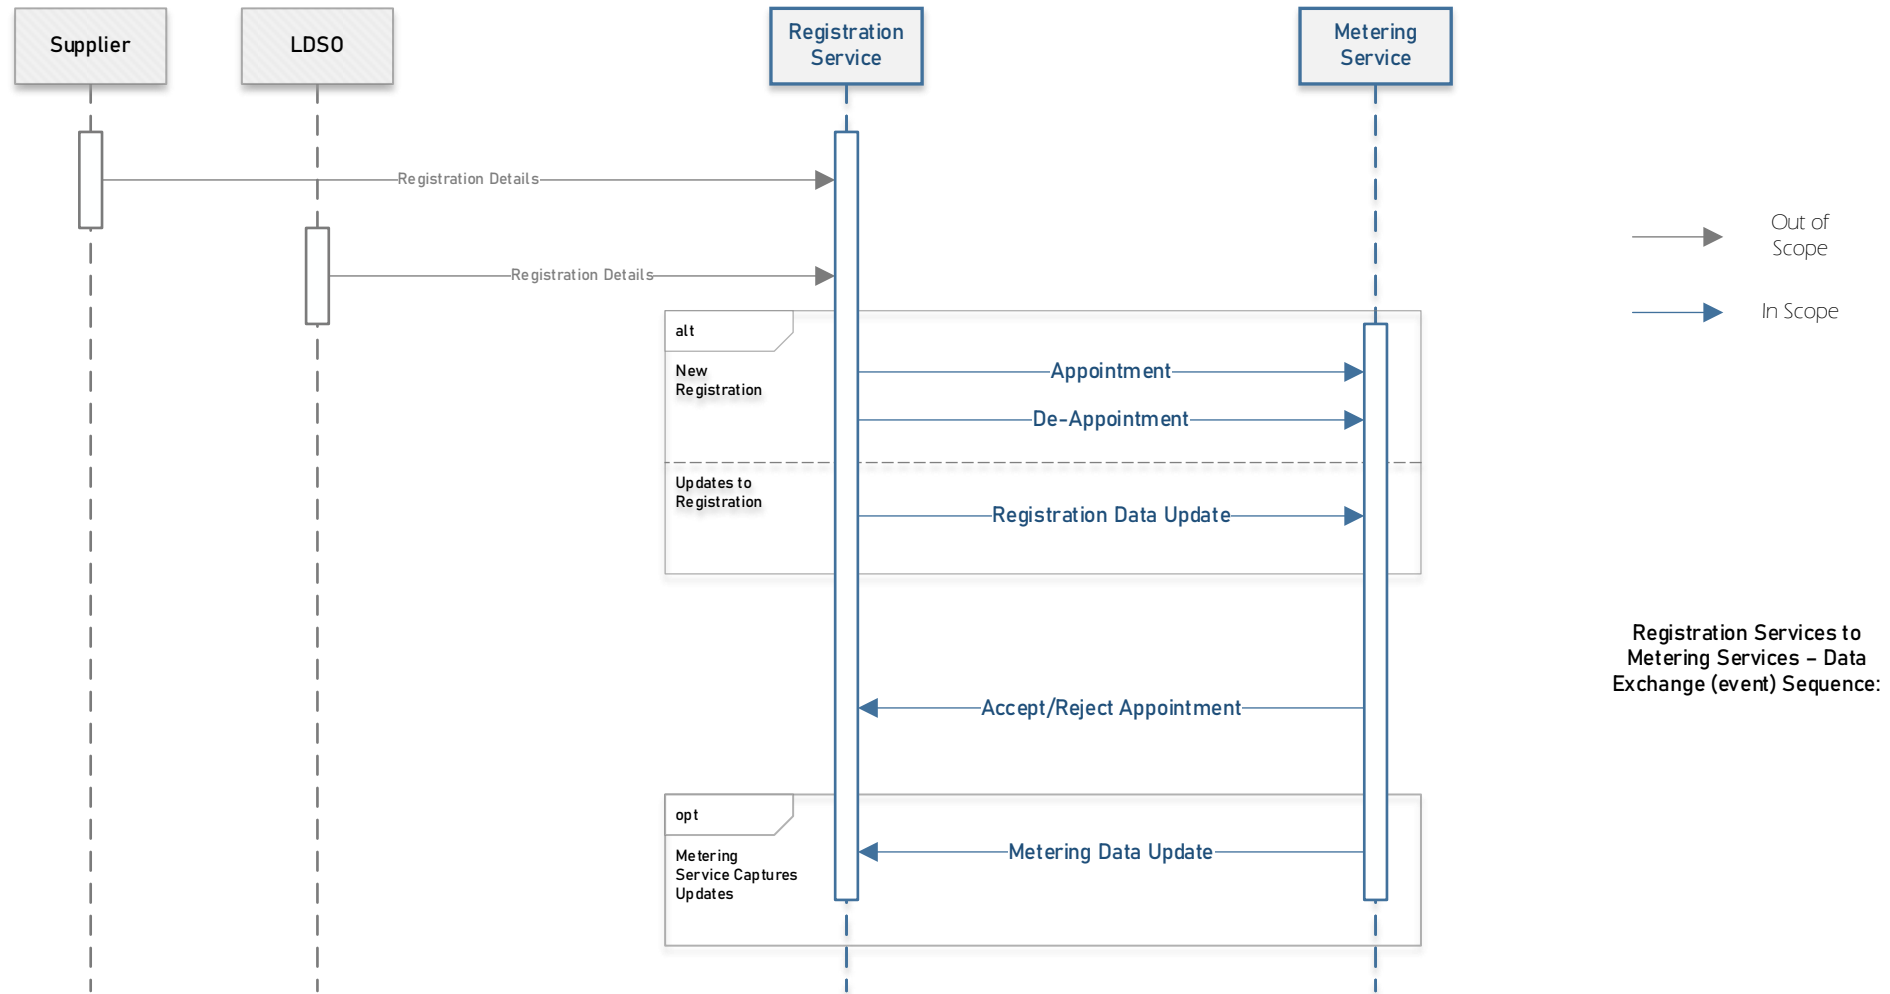 Supplier
LDSO
Registration
Service
Metering
Service
Registration Details
Out of
Scope
Registration Details
In Scope
alt
New
Registration
Appointment
De-Appointment
Updates to
Registration
Registration Data Update
Registration Services to
Metering Services – Data
Exchange (event) Sequence:
Accept/Reject Appointment
opt
Metering
Service Captures
Updates
Metering Data Update